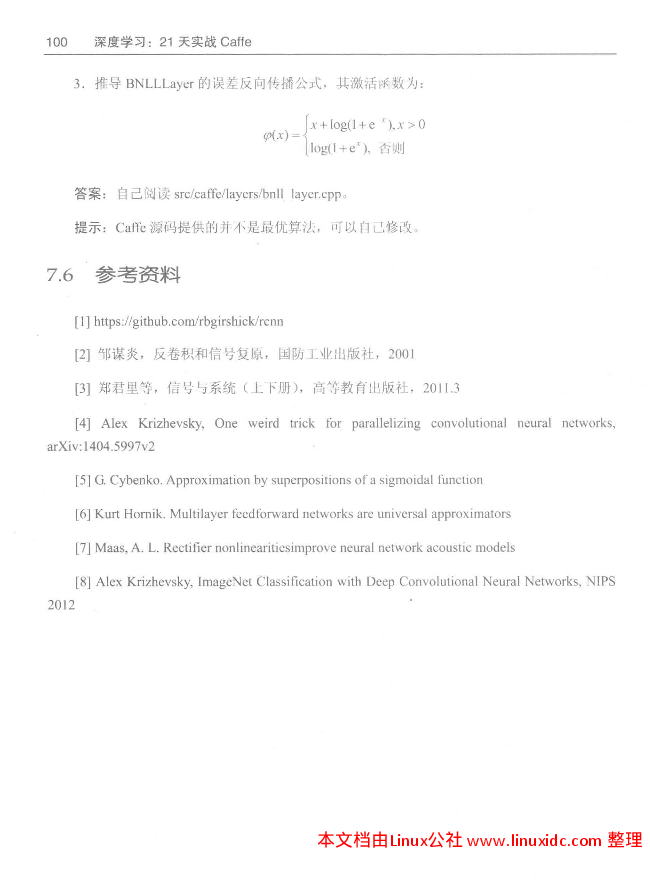 100 深度学习：21 天实战 Caffe
3．推导 BNLLLayer 的误差反向传播公式，其激活函数为：
φ(x) = { x + log(1 + e⁻ˣ), x > 0
log(1 + eˣ), 否则
答案：自己阅读 src/caffe/layers/bnll_layer.cpp。
提示：Caffe 源码提供的并不是最优算法，可以自己修改。
7.6 参考资料
[1] https://github.com/rbgirshick/rcnn
[2] 邹谋炎，反卷积和信号复原，国防工业出版社，2001
[3] 郑君里等，信号与系统（上下册），高等教育出版社，2011.3
[4] Alex Krizhevsky, One weird trick for parallelizing convolutional neural networks,
arXiv:1404.5997v2
[5] G. Cybenko. Approximation by superpositions of a sigmoidal function
[6] Kurt Hornik. Multilayer feedforward networks are universal approximators
[7] Maas, A. L. Rectifier nonlinearitiesimprove neural network acoustic models
[8] Alex Krizhevsky, ImageNet Classification with Deep Convolutional Neural Networks, NIPS
2012
本文档由Linux公社 www.linuxidc.com 整理